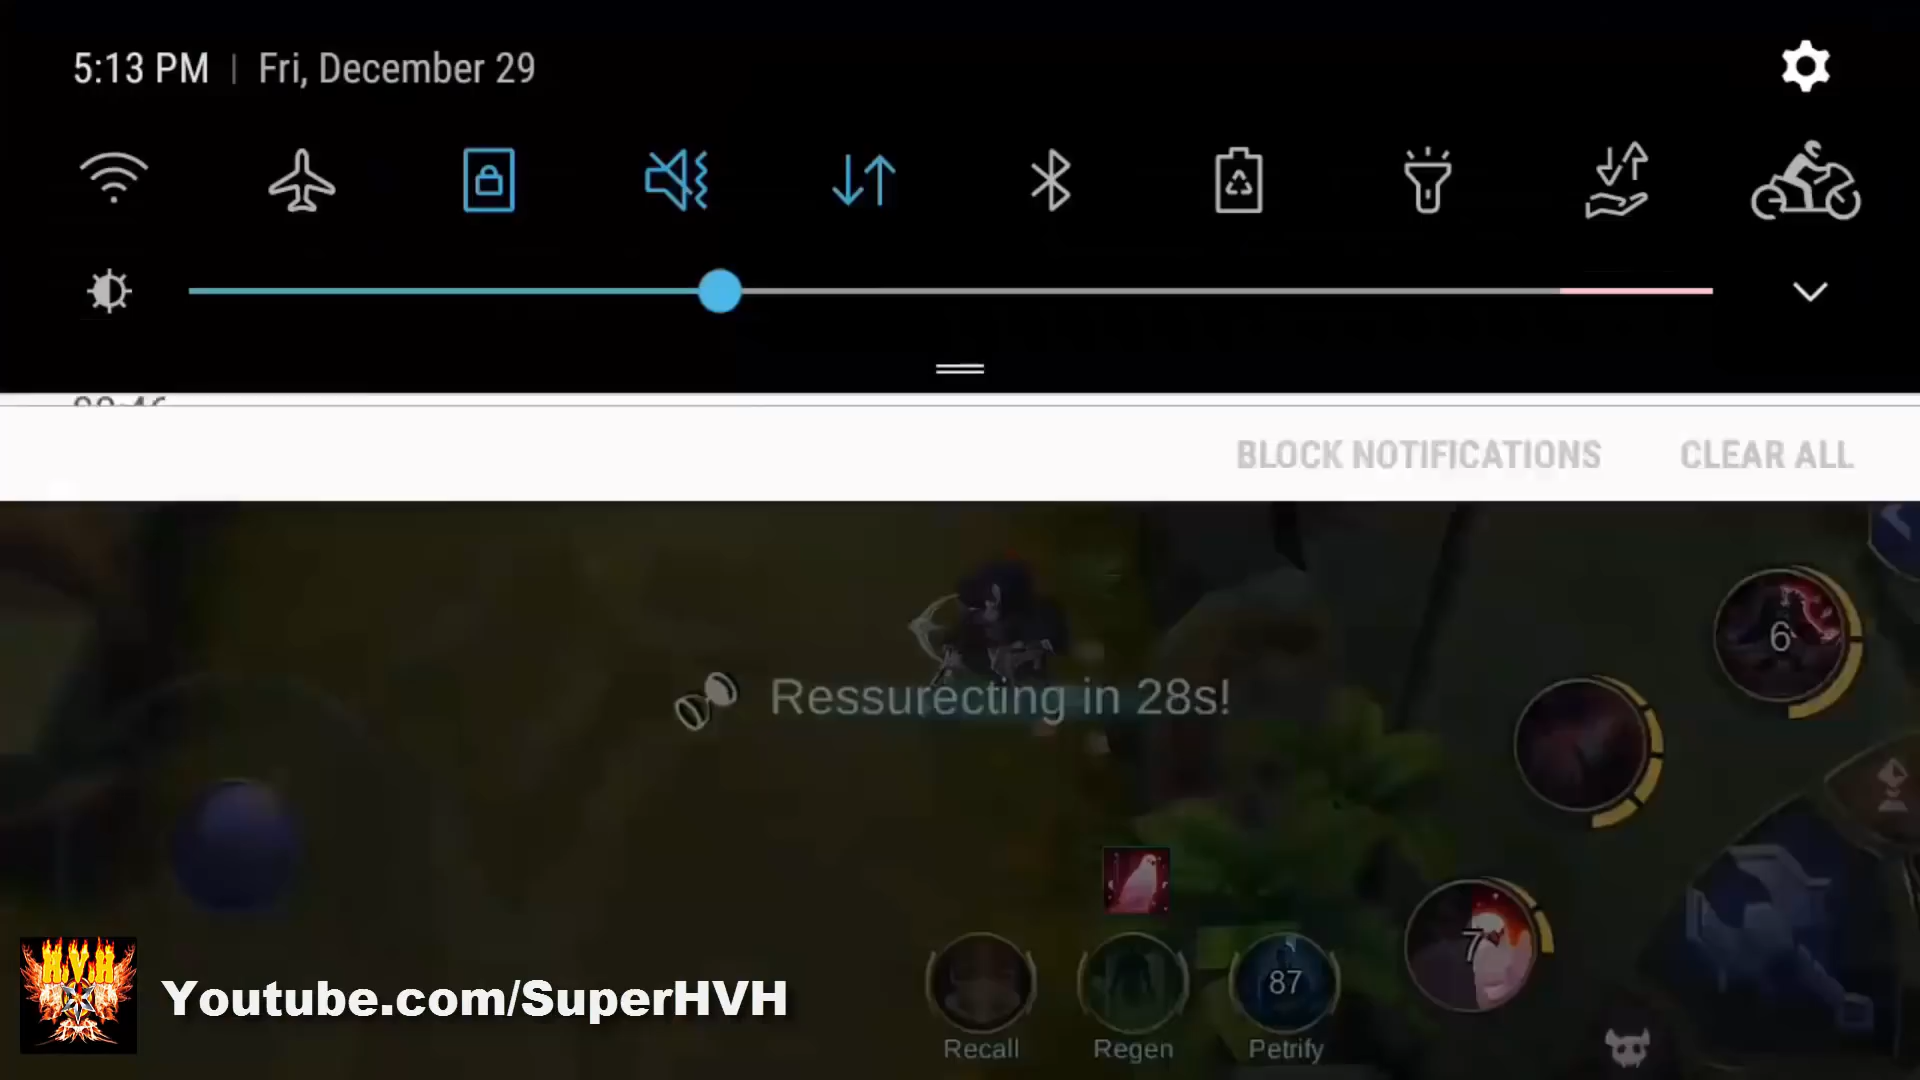 5:13 PM | Fri, December 29
BLOCK NOTIFICATIONS CLEAR ALL
6
Ressurecting in 28s!
7
87
HVH
Youtube.com/SuperHVH
Recall Regen Petrify